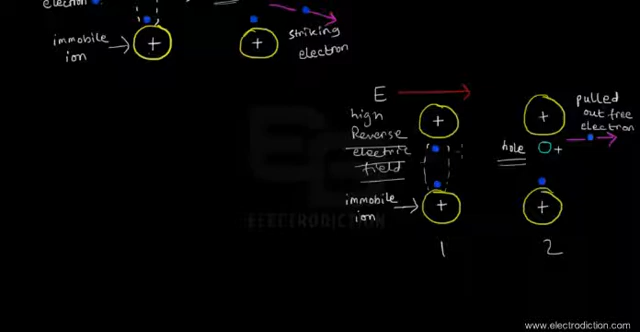 electron
immobile
ion
+
+
striking
electron
E
high
Reverse
electric
field
immobile
ion
+
+
1
+
hole
+
+
2
pulled
out free
electron
ELECTRODICTION
www.electrodiction.com